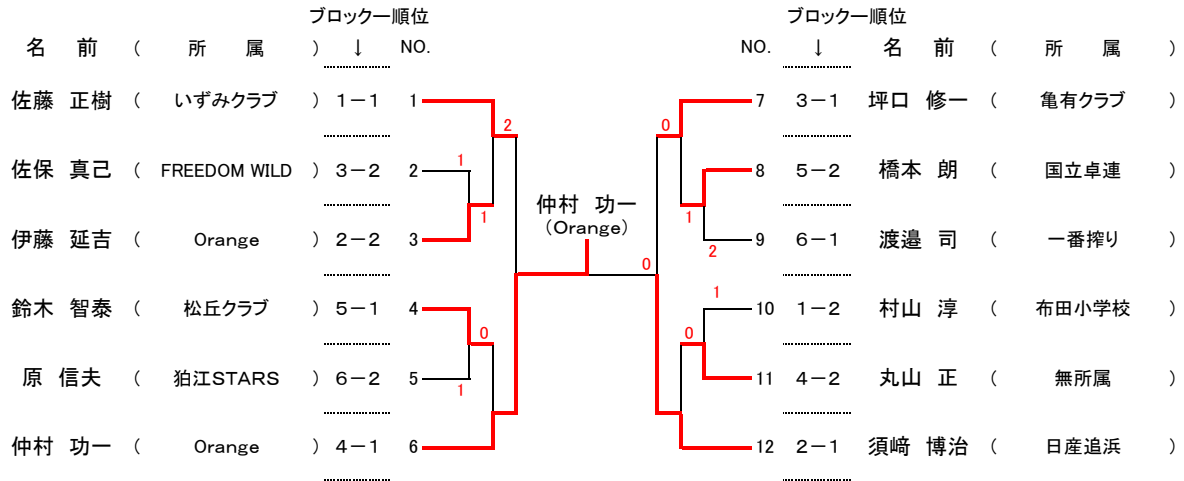 ブロック一順位 ブロック一順位
名 前 ( 所 属 ) ↓ NO. NO. ↓ 名 前 ( 所 属 )
佐藤 正樹 ( いずみクラブ ) 1-1 1 7 3-1 坪口 修一 ( 亀有クラブ )
2 0
佐保 真己 ( FREEDOM WILD ) 3-2 2 1 8 5-2 橋本 朗 ( 国立卓連 )
仲村 功一
1 1
(Orange)
伊藤 延吉 ( Orange ) 2-2 3 9 6-1 渡邉 司 ( 一番搾り )
2
0
1
鈴木 智泰 ( 松丘クラブ ) 5-1 4 10 1-2 村山 淳 ( 布田小学校 )
0 0
原 信夫 ( 狛江STARS ) 6-2 5 11 4-2 丸山 正 ( 無所属 )
1
仲村 功一 ( Orange ) 4-1 6 12 2-1 須﨑 博治 ( 日産追浜 )